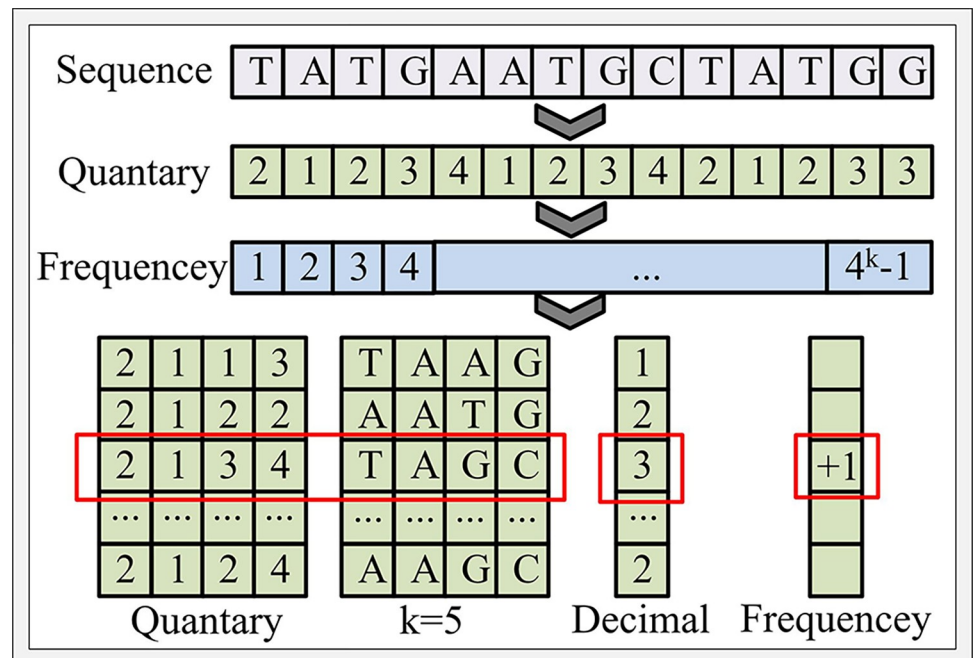 Sequence T A T G A A T G C T A T G G
Quantary 2 1 2 3 4 1 2 3 4 2 1 2 3 3
Frequencey 1 2 3 4 ... 4^k-1
2 1 1 3 T A A G 1
2 1 2 2 A A T G 2
2 1 3 4 T A G C 3 +1
... ... ... ... ... ... ... ... ...
2 1 2 4 A A G C 2
Quantary k=5 Decimal Frequencey